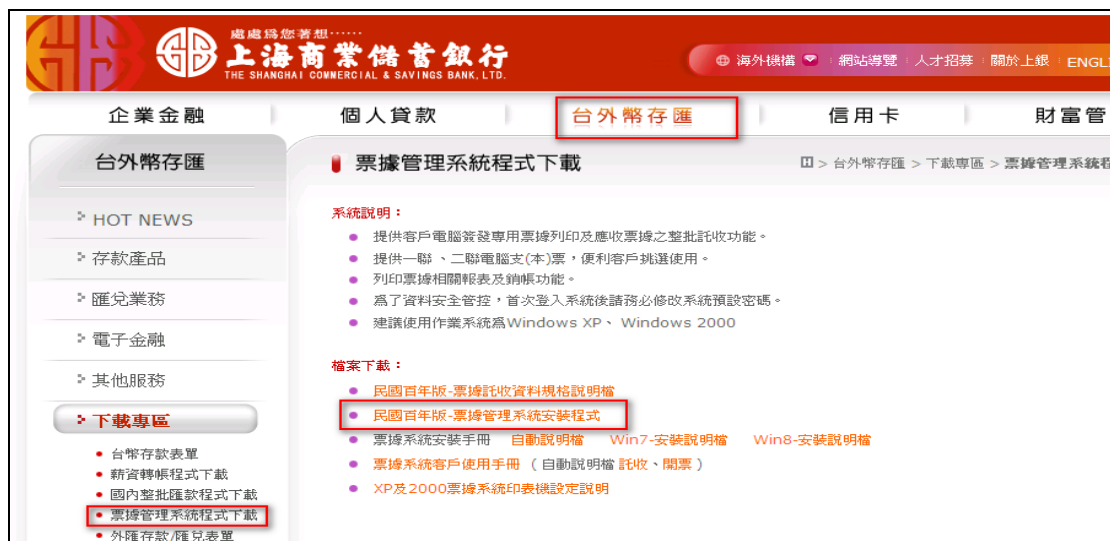 處處為您著想……
上海商業儲蓄銀行
THE SHANGHAI COMMERCIAL & SAVINGS BANK, LTD.
海外機構 網站導覽 人才招募 關於上銀
企業金融 個人貸款 台外幣存匯 信用卡 財富管
台外幣存匯
票據管理系統程式下載
> 台外幣存匯 > 下載專區 > 票據管理系統程
HOT NEWS
存款產品
匯兌業務
電子金融
其他服務
下載專區
台幣存款表單
薪資轉帳程式下載
國內整批匯款程式下載
票據管理系統程式下載
外匯存款/匯兌表單
系統說明：
提供客戶電腦簽發專用票據列印及應收票據之整批託收功能。
提供一聯、二聯電腦支(本)票，便利客戶挑選使用。
列印票據相關報表及銷帳功能。
為了資料安全管控，首次登入系統後請務必修改系統預設密碼。
建議使用作業系統為Windows XP、 Windows 2000
檔案下載：
民國百年版-票據託收資料規格說明檔
民國百年版-票據管理系統安裝程式
票據系統安裝手冊 自動說明檔 Win7-安裝說明檔 Win8-安裝說明檔
票據系統客戶使用手冊 （自動說明檔 託收、開票）
XP及2000票據系統印表機設定說明